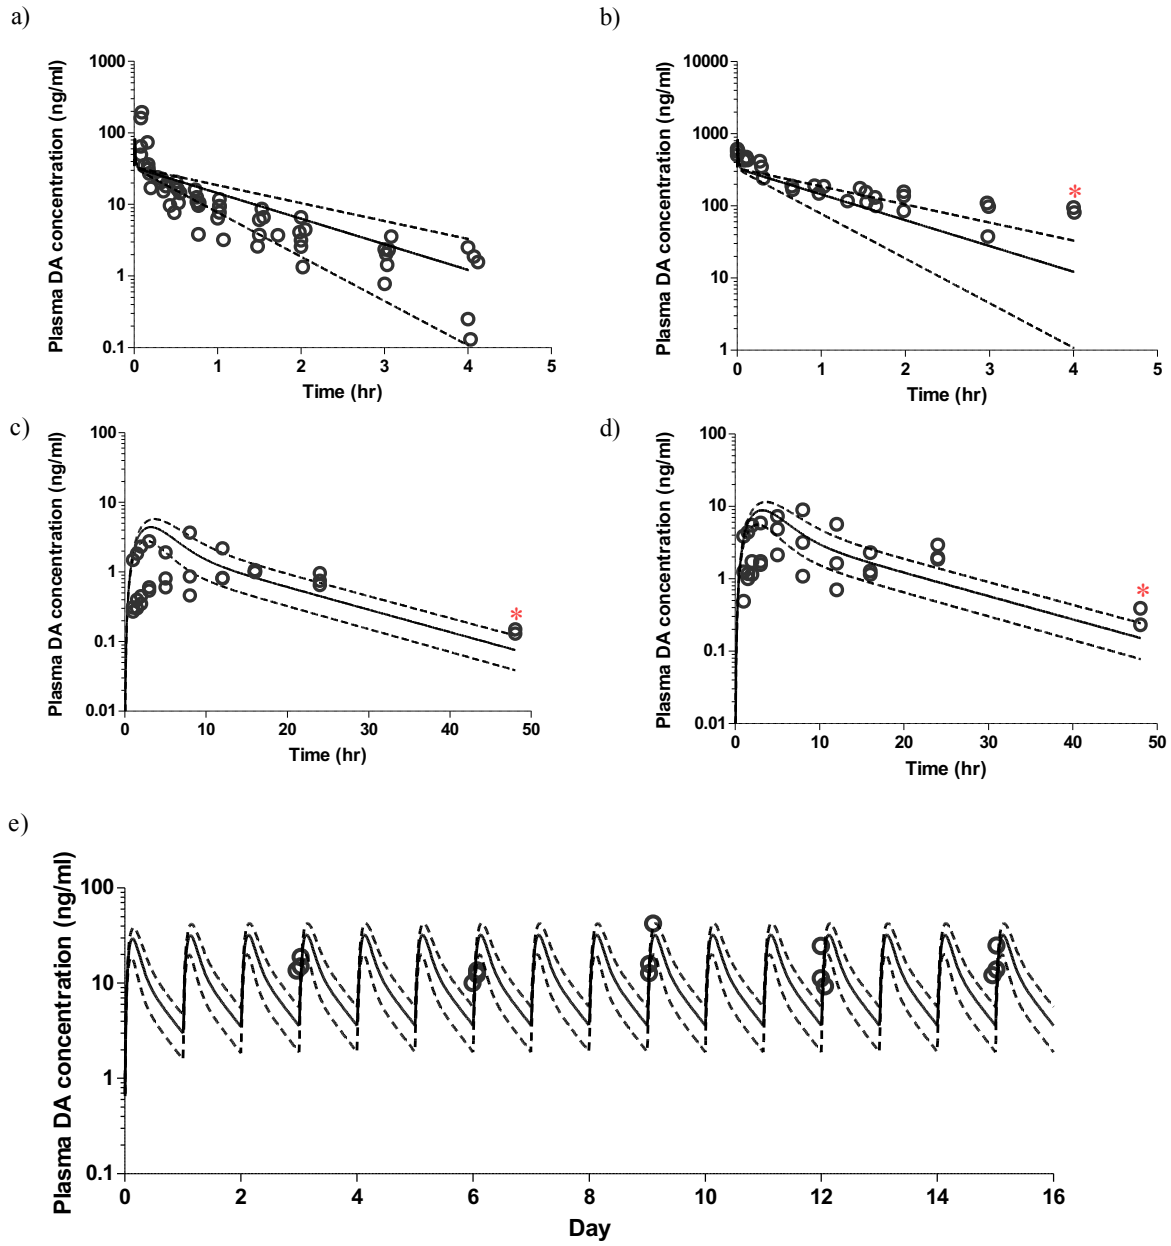 a)
Plasma DA concentration (ng/ml)
1000
100
10
1
0.1
0 1 2 3 4 5
Time (hr)
b)
Plasma DA concentration (ng/ml)
10000
1000
100
10
1
*
0 1 2 3 4 5
Time (hr)
c)
Plasma DA concentration (ng/ml)
100
10
1
0.1
0.01
*
0 10 20 30 40 50
Time (hr)
d)
Plasma DA concentration (ng/ml)
100
10
1
0.1
0.01
*
0 10 20 30 40 50
Time (hr)
e)
Plasma DA concentration (ng/ml)
100
10
1
0.1
0 2 4 6 8 10 12 14 16
Day